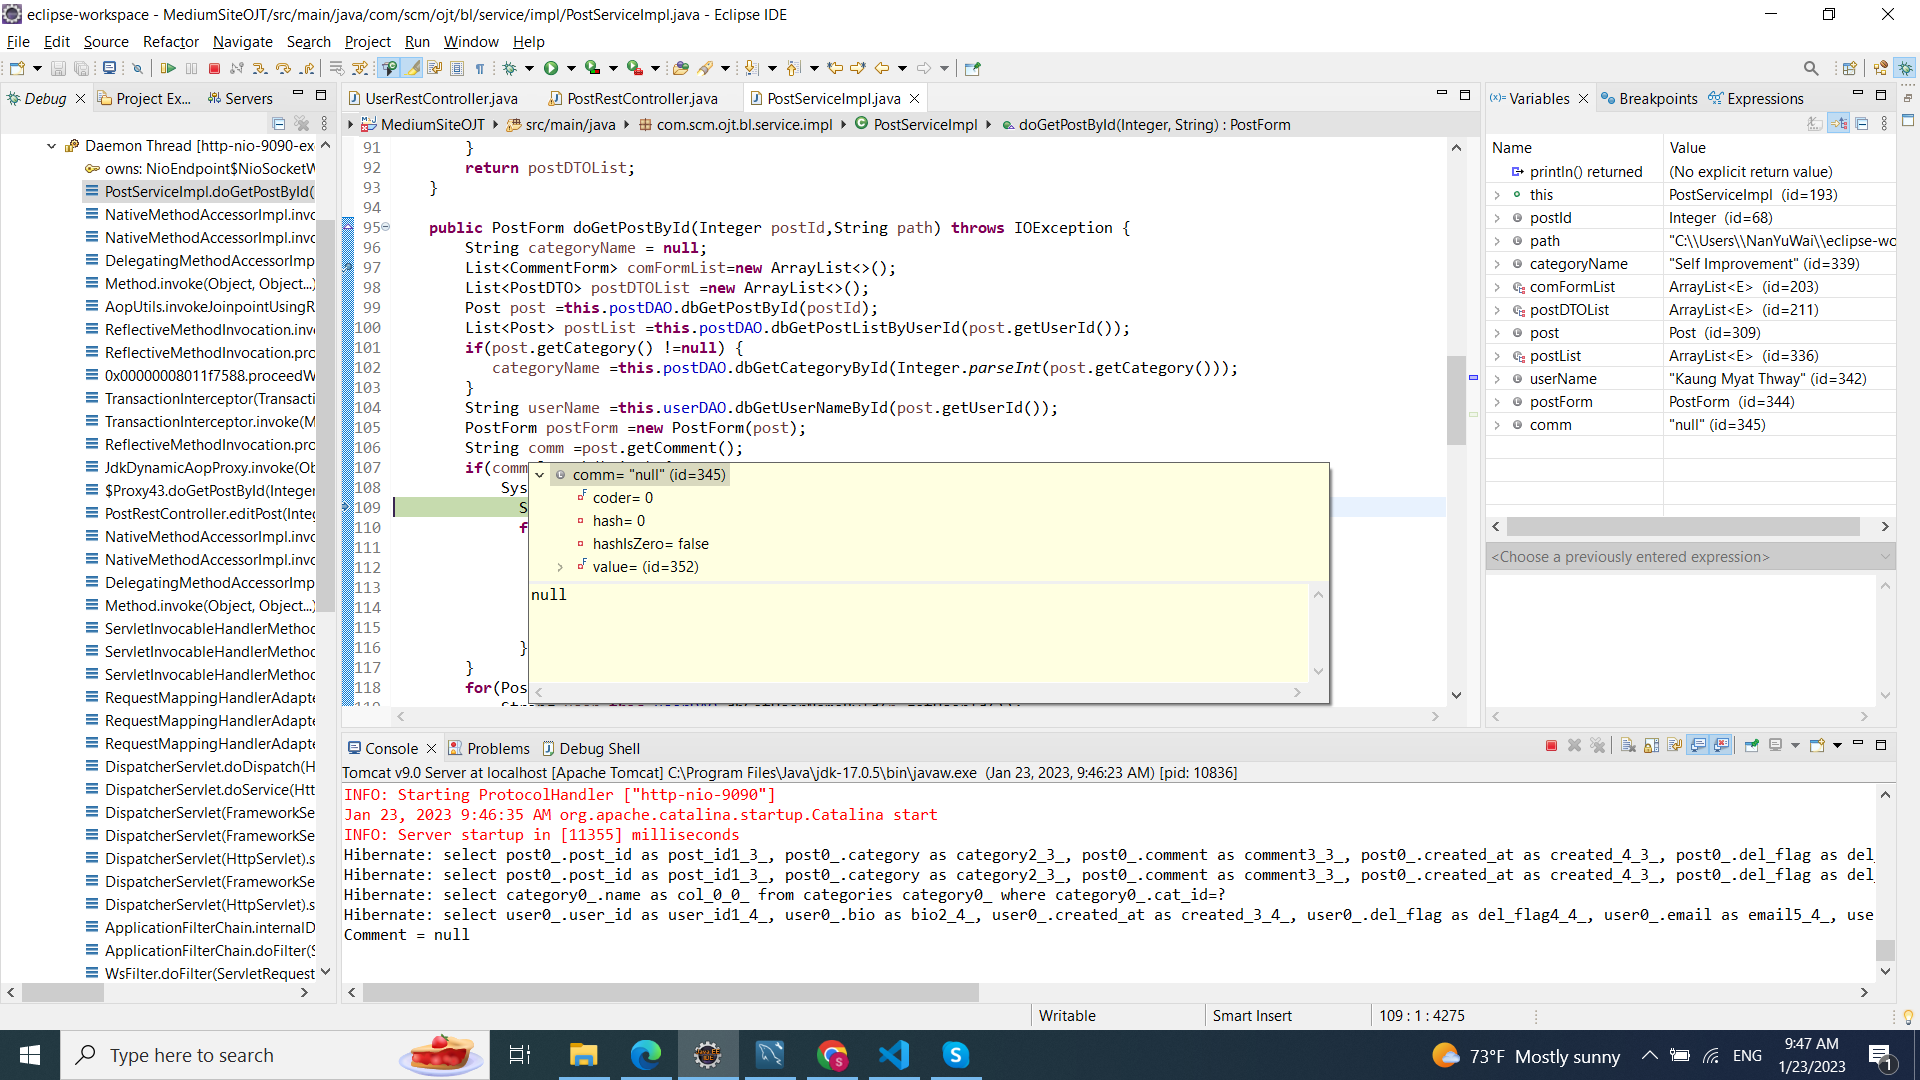 eclipse-workspace - MediumSiteOJT/src/main/java/com/scm/ojt/bl/service/impl/PostServiceImpl.java - Eclipse IDE
File Edit Source Refactor Navigate Search Project Run Window Help
Debug Project Ex... Servers
Daemon Thread [http-nio-9090-exe
owns: NioEndpoint$NioSocketW
PostServiceImpl.doGetPostById(
NativeMethodAccessorImpl.invo
NativeMethodAccessorImpl.invo
DelegatingMethodAccessorImp
Method.invoke(Object, Object...)
AopUtils.invokeJoinpointUsingR
ReflectiveMethodInvocation.invo
ReflectiveMethodInvocation.pro
0x00000008011f7588.proceedW
TransactionInterceptor(Transacti
TransactionInterceptor.invoke(M
ReflectiveMethodInvocation.pro
JdkDynamicAopProxy.invoke(Ob
$Proxy43.doGetPostById(Integer
PostRestController.editPost(Integ
NativeMethodAccessorImpl.invo
NativeMethodAccessorImpl.invo
DelegatingMethodAccessorImp
Method.invoke(Object, Object...)
ServletInvocableHandlerMethod
ServletInvocableHandlerMethod
ServletInvocableHandlerMethod
RequestMappingHandlerAdapte
RequestMappingHandlerAdapte
RequestMappingHandlerAdapte
DispatcherServlet.doDispatch(H
DispatcherServlet.doService(Htt
DispatcherServlet(FrameworkSe
DispatcherServlet(FrameworkSe
DispatcherServlet(HttpServlet).s
DispatcherServlet(FrameworkSe
DispatcherServlet(HttpServlet).s
ApplicationFilterChain.internalD
ApplicationFilterChain.doFilter(S
WsFilter.doFilter(ServletRequest
UserRestController.java PostRestController.java PostServiceImpl.java
MediumSiteOJT src/main/java com.scm.ojt.bl.service.impl PostServiceImpl doGetPostById(Integer, String) : PostForm
91 }
92 return postDTOList;
93 }
94
95 public PostForm doGetPostById(Integer postId,String path) throws IOException {
96 String categoryName = null;
97 List<CommentForm> comFormList=new ArrayList<>();
98 List<PostDTO> postDTOList =new ArrayList<>();
99 Post post =this.postDAO.dbGetPostById(postId);
100 List<Post> postList =this.postDAO.dbGetPostListByUserId(post.getUserId());
101 if(post.getCategory() !=null) {
102 categoryName =this.postDAO.dbGetCategoryById(Integer.parseInt(post.getCategory()));
103 }
104 String userName =this.userDAO.dbGetUserNameById(post.getUserId());
105 PostForm postForm =new PostForm(post);
106 String comm =post.getComment();
107 if(comm
108 Sys
109 S
110 f
111
112
113
114
115
116 }
117 }
118 for(Pos
comm= "null" (id=345)
coder= 0
hash= 0
hashIsZero= false
value= (id=352)
null
Variables Breakpoints Expressions
Name Value
println() returned (No explicit return value)
this PostServiceImpl (id=193)
postId Integer (id=68)
path "C:\\Users\\NanYuWai\\eclipse-wo
categoryName "Self Improvement" (id=339)
comFormList ArrayList<E> (id=203)
postDTOList ArrayList<E> (id=211)
post Post (id=309)
postList ArrayList<E> (id=336)
userName "Kaung Myat Thway" (id=342)
postForm PostForm (id=344)
comm "null" (id=345)
<Choose a previously entered expression>
Console Problems Debug Shell
Tomcat v9.0 Server at localhost [Apache Tomcat] C:\Program Files\Java\jdk-17.0.5\bin\javaw.exe (Jan 23, 2023, 9:46:23 AM) [pid: 10836]
INFO: Starting ProtocolHandler ["http-nio-9090"]
Jan 23, 2023 9:46:35 AM org.apache.catalina.startup.Catalina start
INFO: Server startup in [11355] milliseconds
Hibernate: select post0_.post_id as post_id1_3_, post0_.category as category2_3_, post0_.comment as comment3_3_, post0_.created_at as created_4_3_, post0_.del_flag as del_
Hibernate: select post0_.post_id as post_id1_3_, post0_.category as category2_3_, post0_.comment as comment3_3_, post0_.created_at as created_4_3_, post0_.del_flag as del_
Hibernate: select category0_.name as col_0_0_ from categories category0_ where category0_.cat_id=?
Hibernate: select user0_.user_id as user_id1_4_, user0_.bio as bio2_4_, user0_.created_at as created_3_4_, user0_.del_flag as del_flag4_4_, user0_.email as email5_4_, use
Comment = null
Writable Smart Insert 109 : 1 : 4275
Type here to search
73°F Mostly sunny ENG 9:47 AM
1/23/2023
1